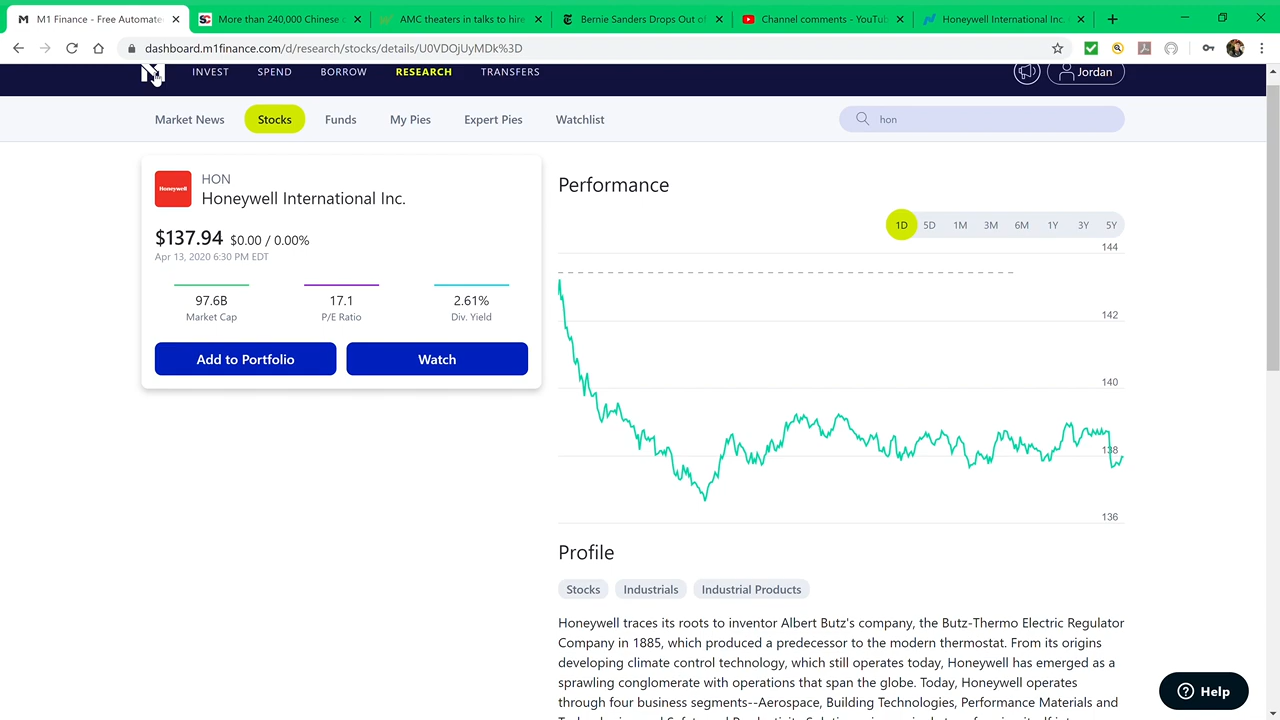 M1 Finance - Free Automate
More than 240,000 Chinese c
AMC theaters in talks to hire
Bernie Sanders Drops Out of
Channel comments - YouTub
Honeywell International Inc.
dashboard.m1finance.com/d/research/stocks/details/U0VDOjUyMDk%3D
INVEST
SPEND
BORROW
RESEARCH
TRANSFERS
Jordan
Market News
Stocks
Funds
My Pies
Expert Pies
Watchlist
hon
Honeywell
HON
Honeywell International Inc.
$137.94 $0.00 / 0.00%
Apr 13, 2020 6:30 PM EDT
97.6B
Market Cap
17.1
P/E Ratio
2.61%
Div. Yield
Add to Portfolio
Watch
Performance
1D 5D 1M 3M 6M 1Y 3Y 5Y
144
142
140
138
136
Profile
Stocks
Industrials
Industrial Products
Honeywell traces its roots to inventor Albert Butz's company, the Butz-Thermo Electric Regulator
Company in 1885, which produced a predecessor to the modern thermostat. From its origins
developing climate control technology, which still operates today, Honeywell has emerged as a
sprawling conglomerate with operations that span the globe. Today, Honeywell operates
through four business segments--Aerospace, Building Technologies, Performance Materials and
Help